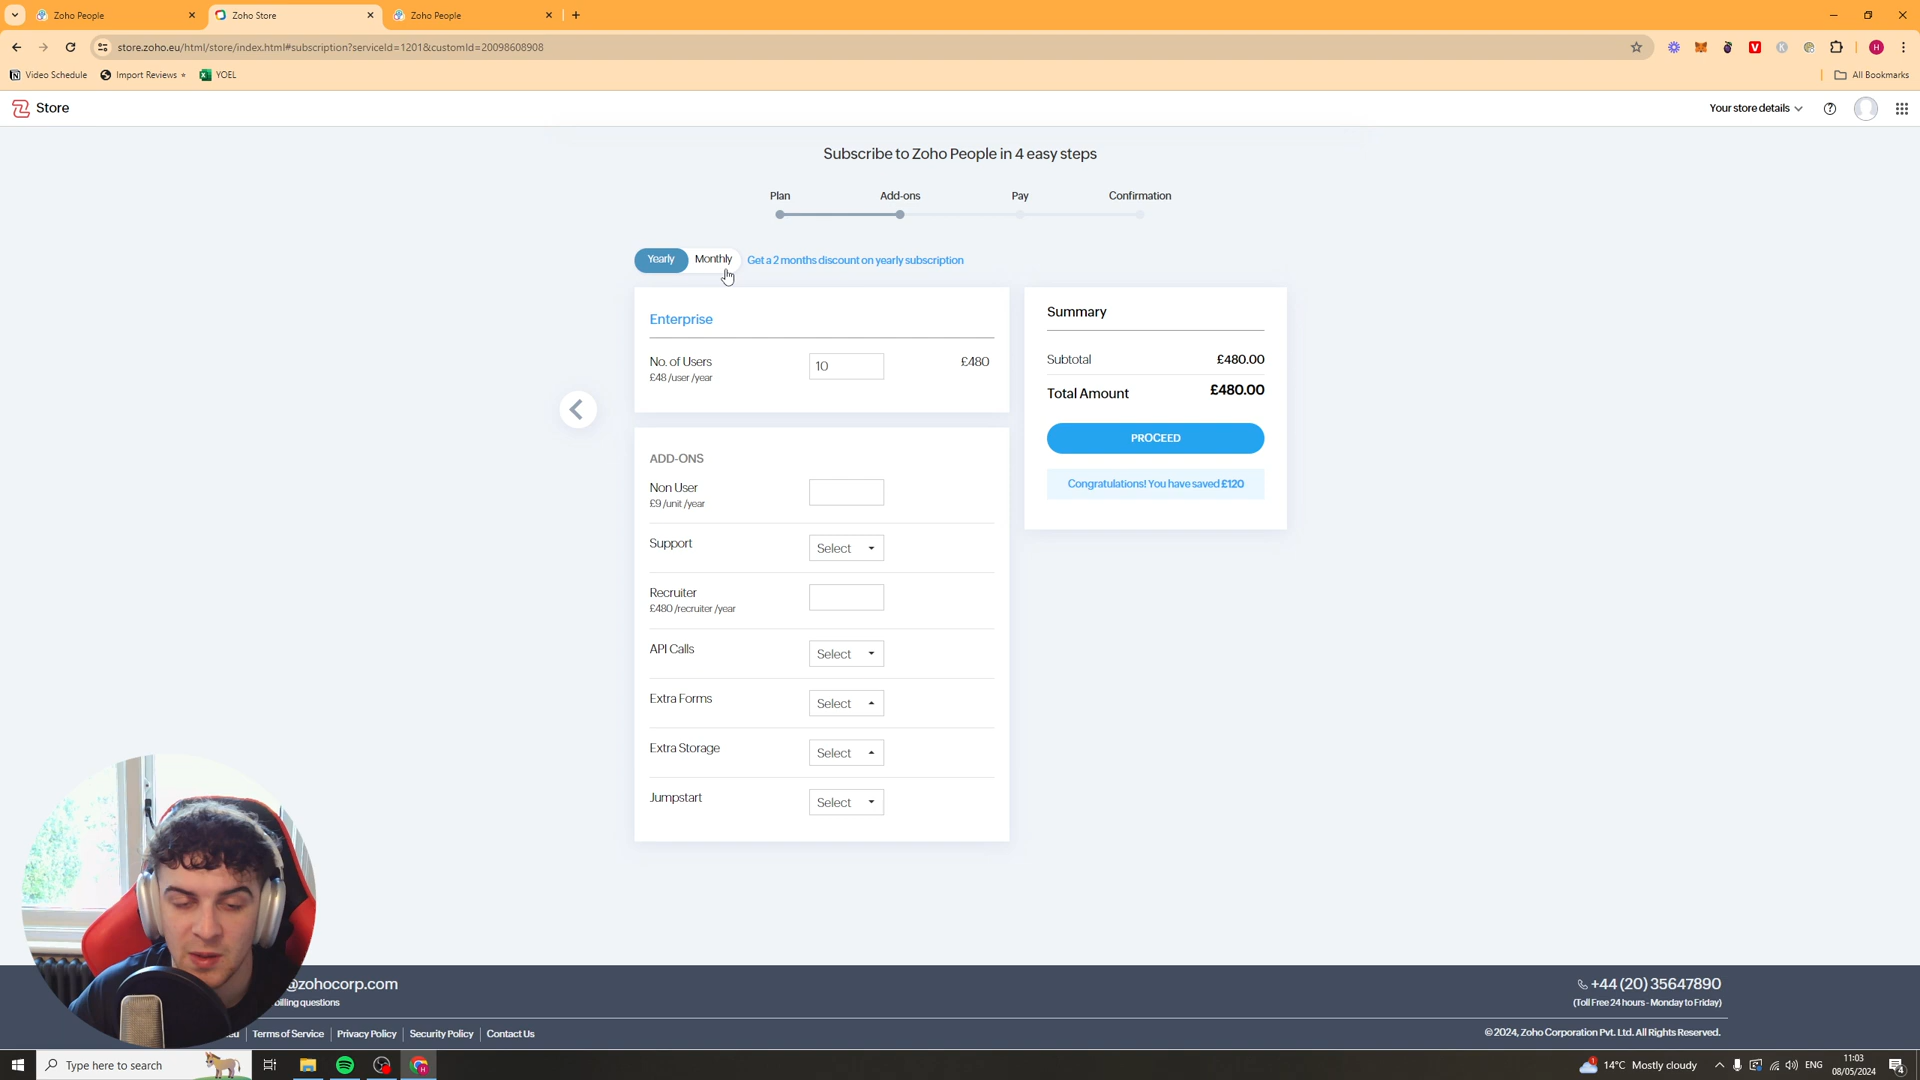 Zoho People
Zoho Store
Zoho People
store.zoho.eu/html/store/index.html#subscription?serviceId=1201&customId=20098608908
Video Schedule
Import Reviews
YOEL
All Bookmarks
Store
Your store details
Subscribe to Zoho People in 4 easy steps
Plan
Add-ons
Pay
Confirmation
Yearly
Monthly
Get a 2 months discount on yearly subscription
Enterprise
No. of Users
10
£480
£48 /user /year
Summary
Subtotal
£480.00
Total Amount
£480.00
PROCEED
Congratulations! You have saved £120
ADD-ONS
Non User
£9 /unit /year
Support
Select
Recruiter
£480 /recruiter /year
API Calls
Select
Extra Forms
Select
Extra Storage
Select
Jumpstart
Select
@zohocorp.com
billing questions
+44 (20) 35647890
(Toll Free 24 hours - Monday to Friday)
Terms of Service
Privacy Policy
Security Policy
Contact Us
© 2024, Zoho Corporation Pvt. Ltd. All Rights Reserved.
Type here to search
14°C Mostly cloudy
ENG
11:03
08/05/2024